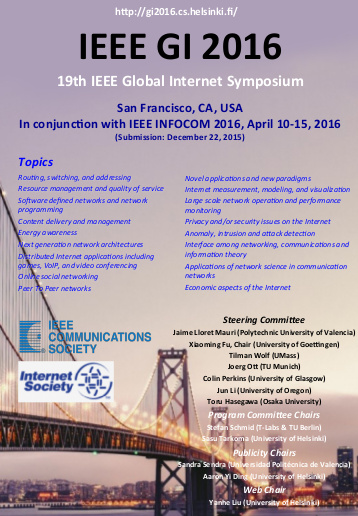 http://gi2016.cs.helsinki.fi/
IEEE GI 2016
19th IEEE Global Internet Symposium
San Francisco, CA, USA
In conjunction with IEEE INFOCOM 2016, April 10-15, 2016
(Submission: December 22, 2015)
Topics
Routing, switching, and addressing
Resource management and quality of service
Software defined networks and network
programming
Content delivery and management
Energy awareness
Next generation network architectures
Distributed Internet applications including
games, VoIP, and video conferencing
Online social networking
Peer To Peer networks
Novel applications and new paradigms
Internet measurement, modeling, and visualization
Large scale network operation and performance
monitoring
Privacy and/or security issues on the Internet
Anomaly, intrusion and attack detection
Interface among networking, communications and
information theory
Applications of network science in communication
networks
Economic aspects of the Internet
IEEE
COMMUNICATIONS
SOCIETY
Internet
Society
Steering Committee
Jaime Lloret Mauri (Polytechnic University of Valencia)
Xiaoming Fu, Chair (University of Goettingen)
Tilman Wolf (UMass)
Joerg Ott (TU Munich)
Colin Perkins (University of Glasgow)
Jun Li (University of Oregon)
Toru Hasegawa (Osaka University)
Program Committee Chairs
Stefan Schmid (T-Labs & TU Berlin)
Sasu Tarkoma (University of Helsinki)
Publicity Chairs
Sandra Sendra (Universidad Politécnica de Valencia)
Aaron Yi Ding (University of Helsinki)
Web Chair
Yanhe Liu (University of Helsinki)